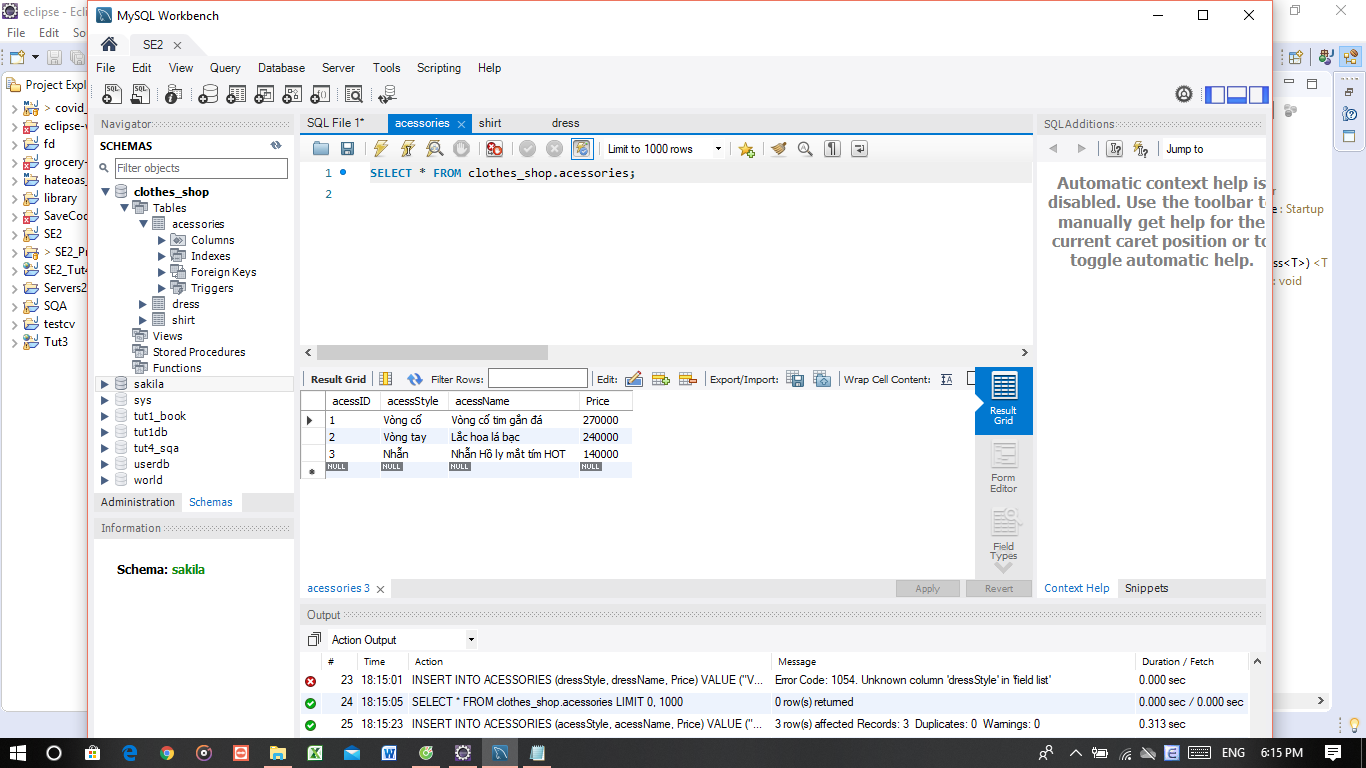 eclipse - Ecli
MySQL Workbench
File Edit So
SE2
File Edit View Query Database Server Tools Scripting Help
Project Expl
> covid_
eclipse-v
fd
grocery-
hateoas_
library
SaveCoo
SE2
> SE2_Pr
SE2_Tut4
Servers2
SQA
testcv
Tut3
Navigator
SCHEMAS
Filter objects
clothes_shop
Tables
acessories
Columns
Indexes
Foreign Keys
Triggers
dress
shirt
Views
Stored Procedures
Functions
sakila
sys
tut1_book
tut1db
tut4_sqa
userdb
world
Administration Schemas
Information
Schema: sakila
SQL File 1* acessories shirt dress
Limit to 1000 rows
1 SELECT * FROM clothes_shop.acessories;
2
Result Grid Filter Rows: Edit: Export/Import: Wrap Cell Content:
acessID acessStyle acessName Price
1 Vòng cổ Vòng cổ tim gắn đá 270000
2 Vòng tay Lắc hoa lá bạc 240000
3 Nhẫn Nhẫn Hồ ly mắt tím HOT 140000
NULL NULL NULL NULL
Result
Grid
Form
Editor
Field
Types
acessories 3
Apply Revert
SQLAdditions
Jump to
Automatic context help is
disabled. Use the toolbar t
manually get help for the
current caret position or to
toggle automatic help.
Context Help Snippets
: Startup
ss<T>) <T
: void
Output
Action Output
# Time Action Message Duration / Fetch
23 18:15:01 INSERT INTO ACESSORIES (dressStyle, dressName, Price) VALUE ("V... Error Code: 1054. Unknown column 'dressStyle' in 'field list' 0.000 sec
24 18:15:05 SELECT * FROM clothes_shop.acessories LIMIT 0, 1000 0 row(s) returned 0.000 sec / 0.000 sec
25 18:15:23 INSERT INTO ACESSORIES (acessStyle, acessName, Price) VALUE ("... 3 row(s) affected Records: 3 Duplicates: 0 Warnings: 0 0.313 sec
ENG 6:15 PM